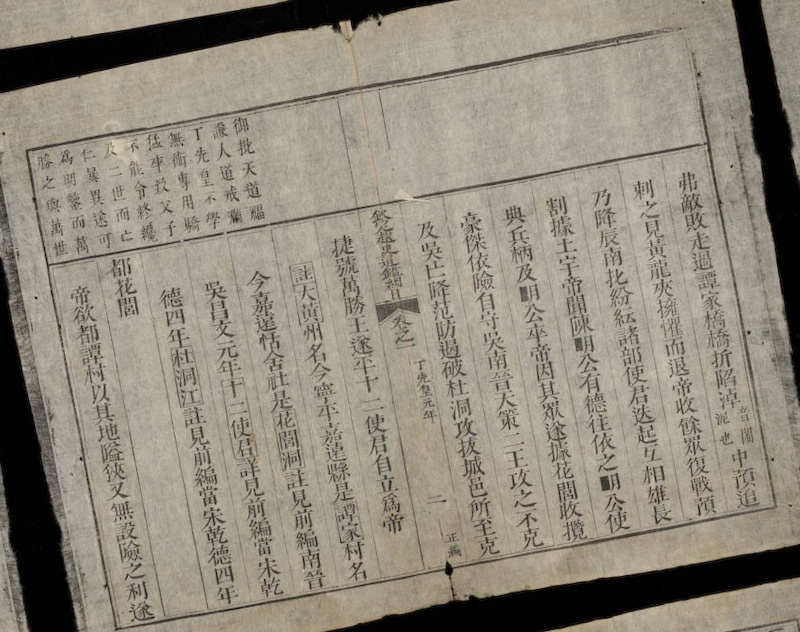 弗敵敗走過譚家橋橋折陷淖音鬧泥也中預追
刺之見黃龍夾擁懼而退帝收餘眾復戰預
乃降辰南北紛紜諸部使君迭起互相雄長
割據土宇帝聞陳明公有德往依之明公使
典兵柄及明公卒帝因其眾遂據花閭收攬
豪傑依險自守吳南晉天策二王攻之不克
及吳亡降范防遏破杜洞攻拔城邑所至克
欽定越史通鑑綱目 卷之一 丁先皇元年 二 正編
御批天道福
謙人道戒滿
丁先皇不學
無術專用驕
猛卒致父子
不能令終纔
及二世而亡
仁暴異途可
爲明鑒而萬
勝之與萬世
捷號萬勝王遂平十二使君自立爲帝
註大黃州名今寧平嘉遠縣是譚家村名
今嘉遠恬舍社是花閭洞註見前編南晉
吳昌文元年十二使君詳見前編當宋乾
德四年杜洞江註見前編當宋乾德四年
都花閭
帝欲都譚村以其地隘狹又無設險之利遂